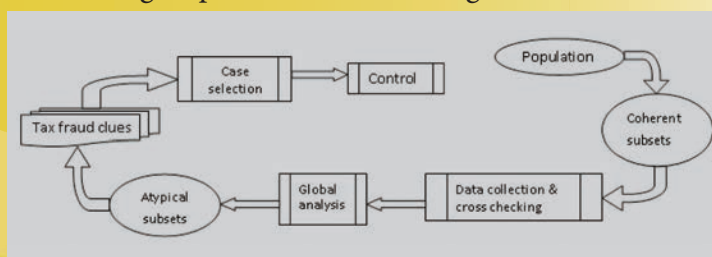 Case
selection
Control
Population
Tax fraud clues
Coherent
subsets
Atypical
subsets
Global
analysis
Data collection &
cross checking